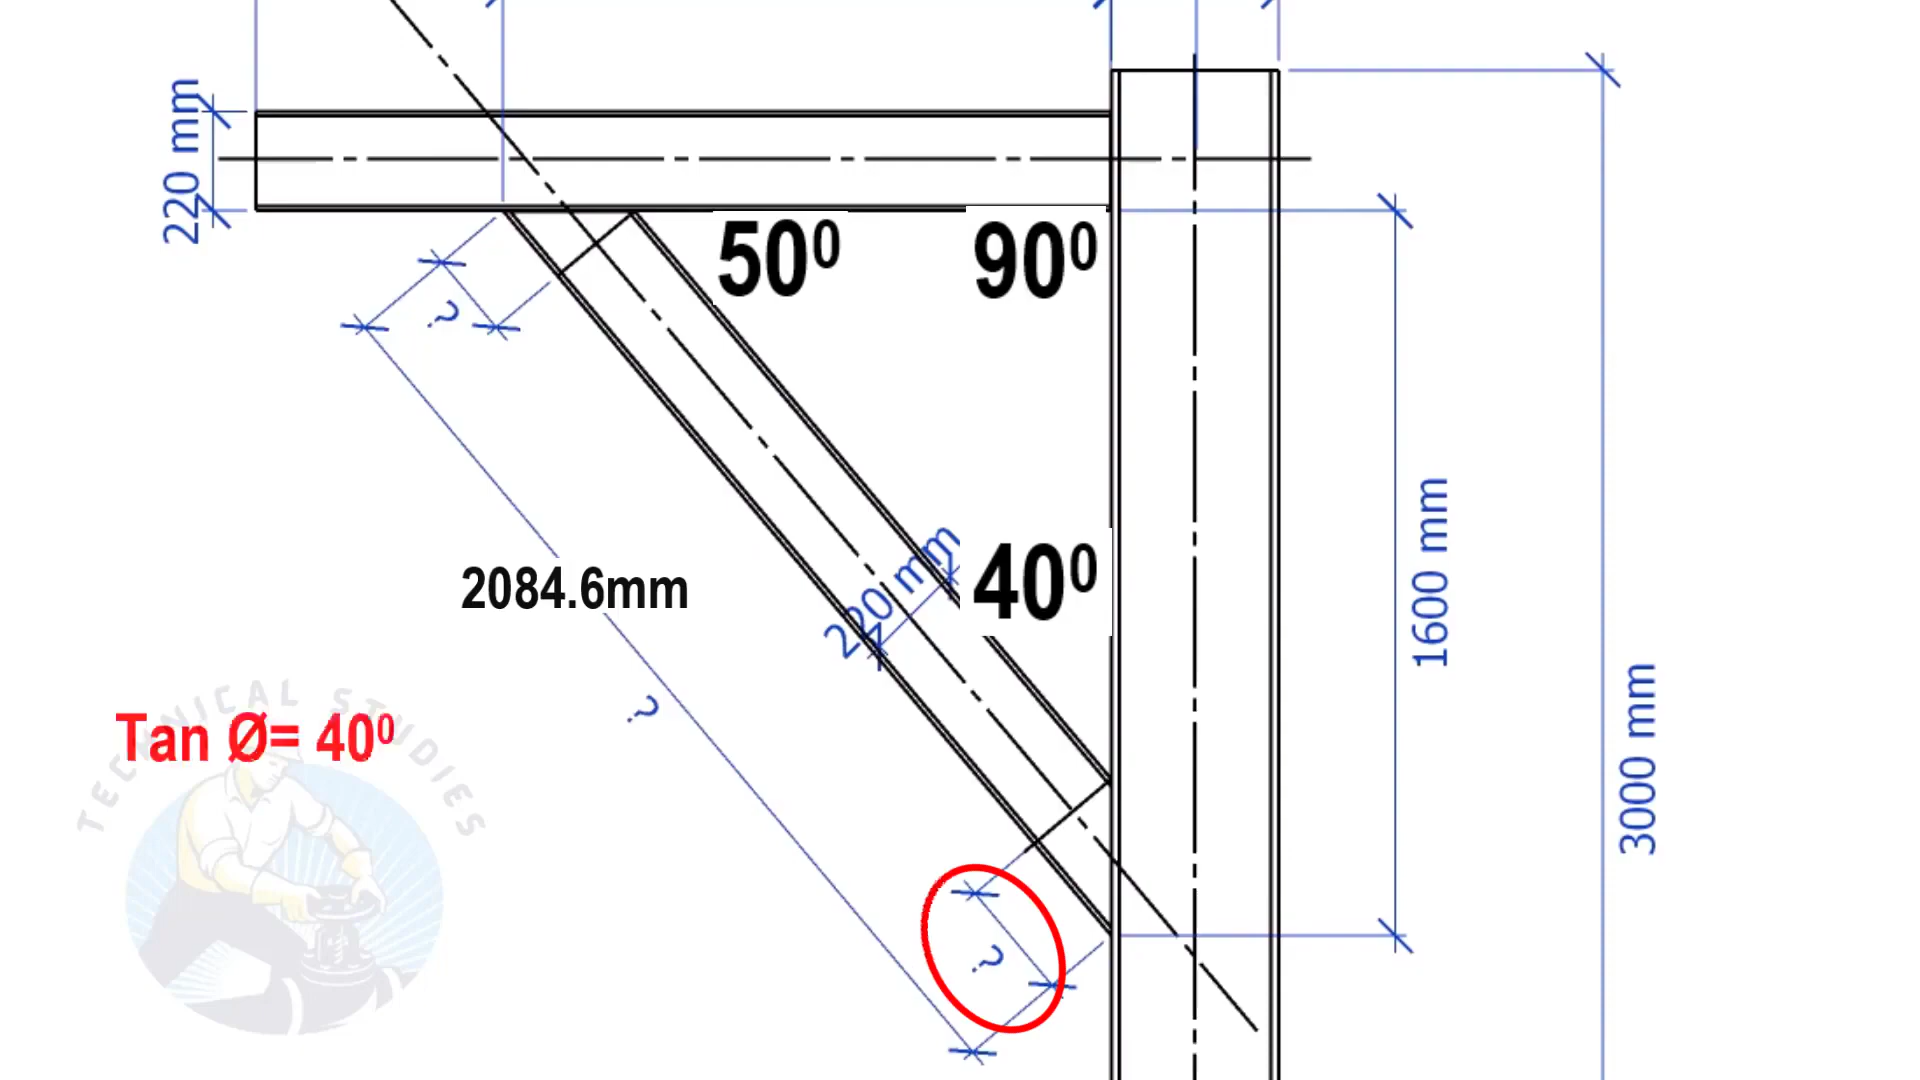 220 mm
50⁰
90⁰
?
220 mm
40⁰
1600 mm
2084.6mm
?
3000 mm
Tan Ø= 40⁰
TECHNICAL STUDIES
?